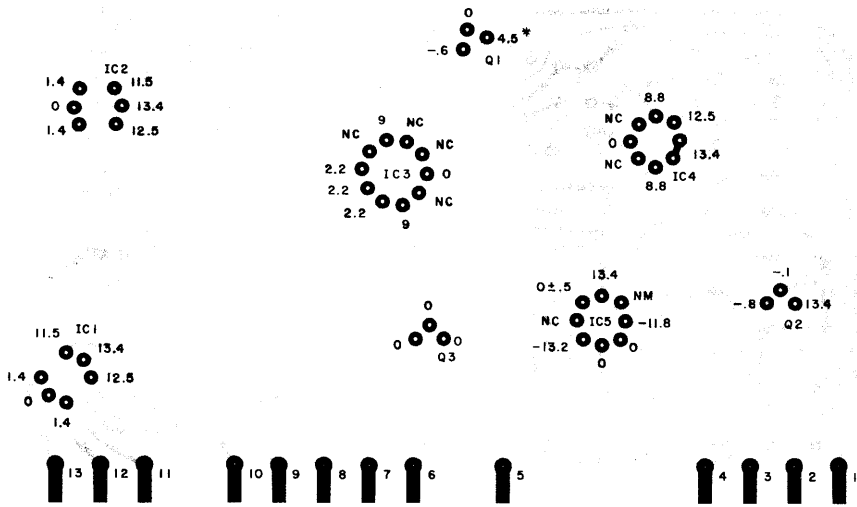 0
4.5*
-.6
Q1
IC2
1.4 11.5
0 13.4
1.4 12.5
9 NC
NC NC
2.2 IC3 0
2.2 NC
2.2 9
8.8
NC 12.5
0 13.4
NC IC4
8.8
-.1
-.8 13.4
Q2
13.4
0±.5 NM
NC IC5 -11.8
-13.2 0
0
0
0 0
Q3
IC1
11.5 13.4
1.4 12.5
0
1.4
13 12 11 10 9 8 7 6 5 4 3 2 1